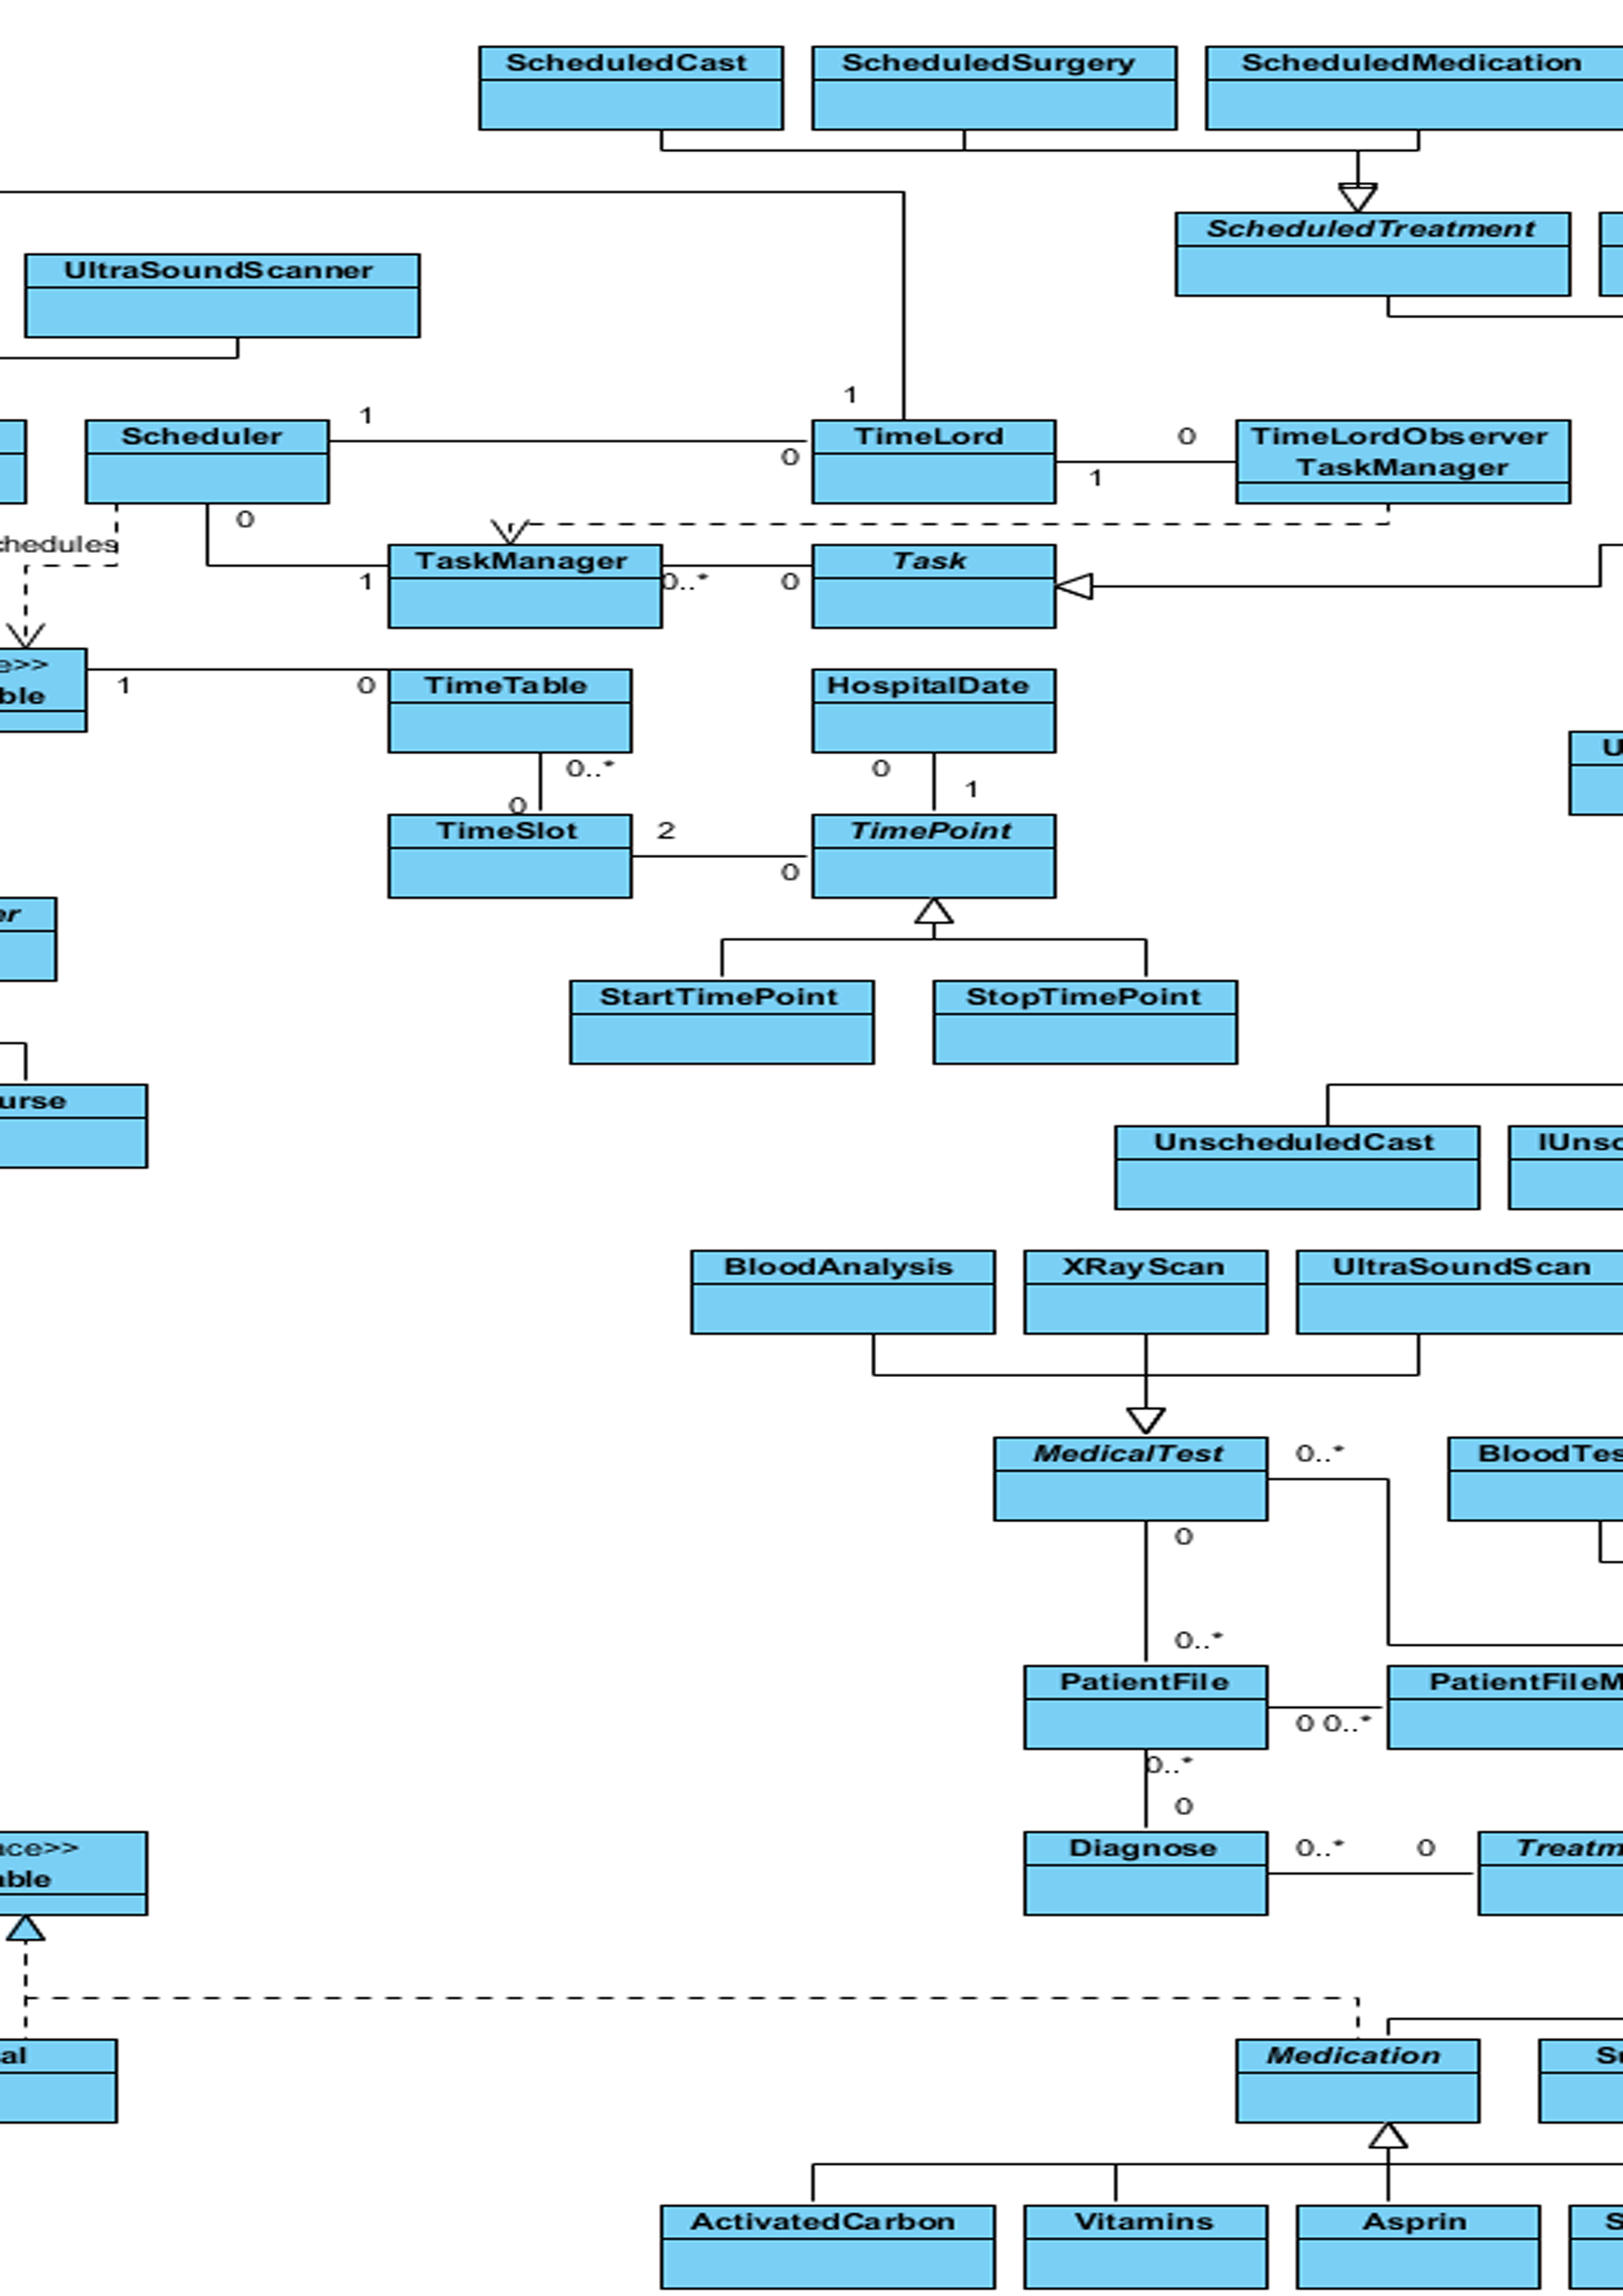 ScheduledCast
ScheduledSurgery
ScheduledMedication
ScheduledTreatment
UltraSoundScanner
1
1
Scheduler
0
TimeLord
0
1
TimeLordObserver
TaskManager
0
chedules
1
TaskManager
0..*
0
Task
e>>
ble
1
0
TimeTable
HospitalDate
0..*
0
0
1
U
TimeSlot
2
0
TimePoint
er
StartTimePoint
StopTimePoint
urse
UnscheduledCast
IUnsc
BloodAnalysis
XRayScan
UltraSoundScan
MedicalTest
0..*
BloodTes
0
0..*
PatientFile
0 0..*
PatientFileM
0..*
0
Diagnose
0..*
0
Treatm
ace>>
able
al
Medication
Su
ActivatedCarbon
Vitamins
Asprin
S